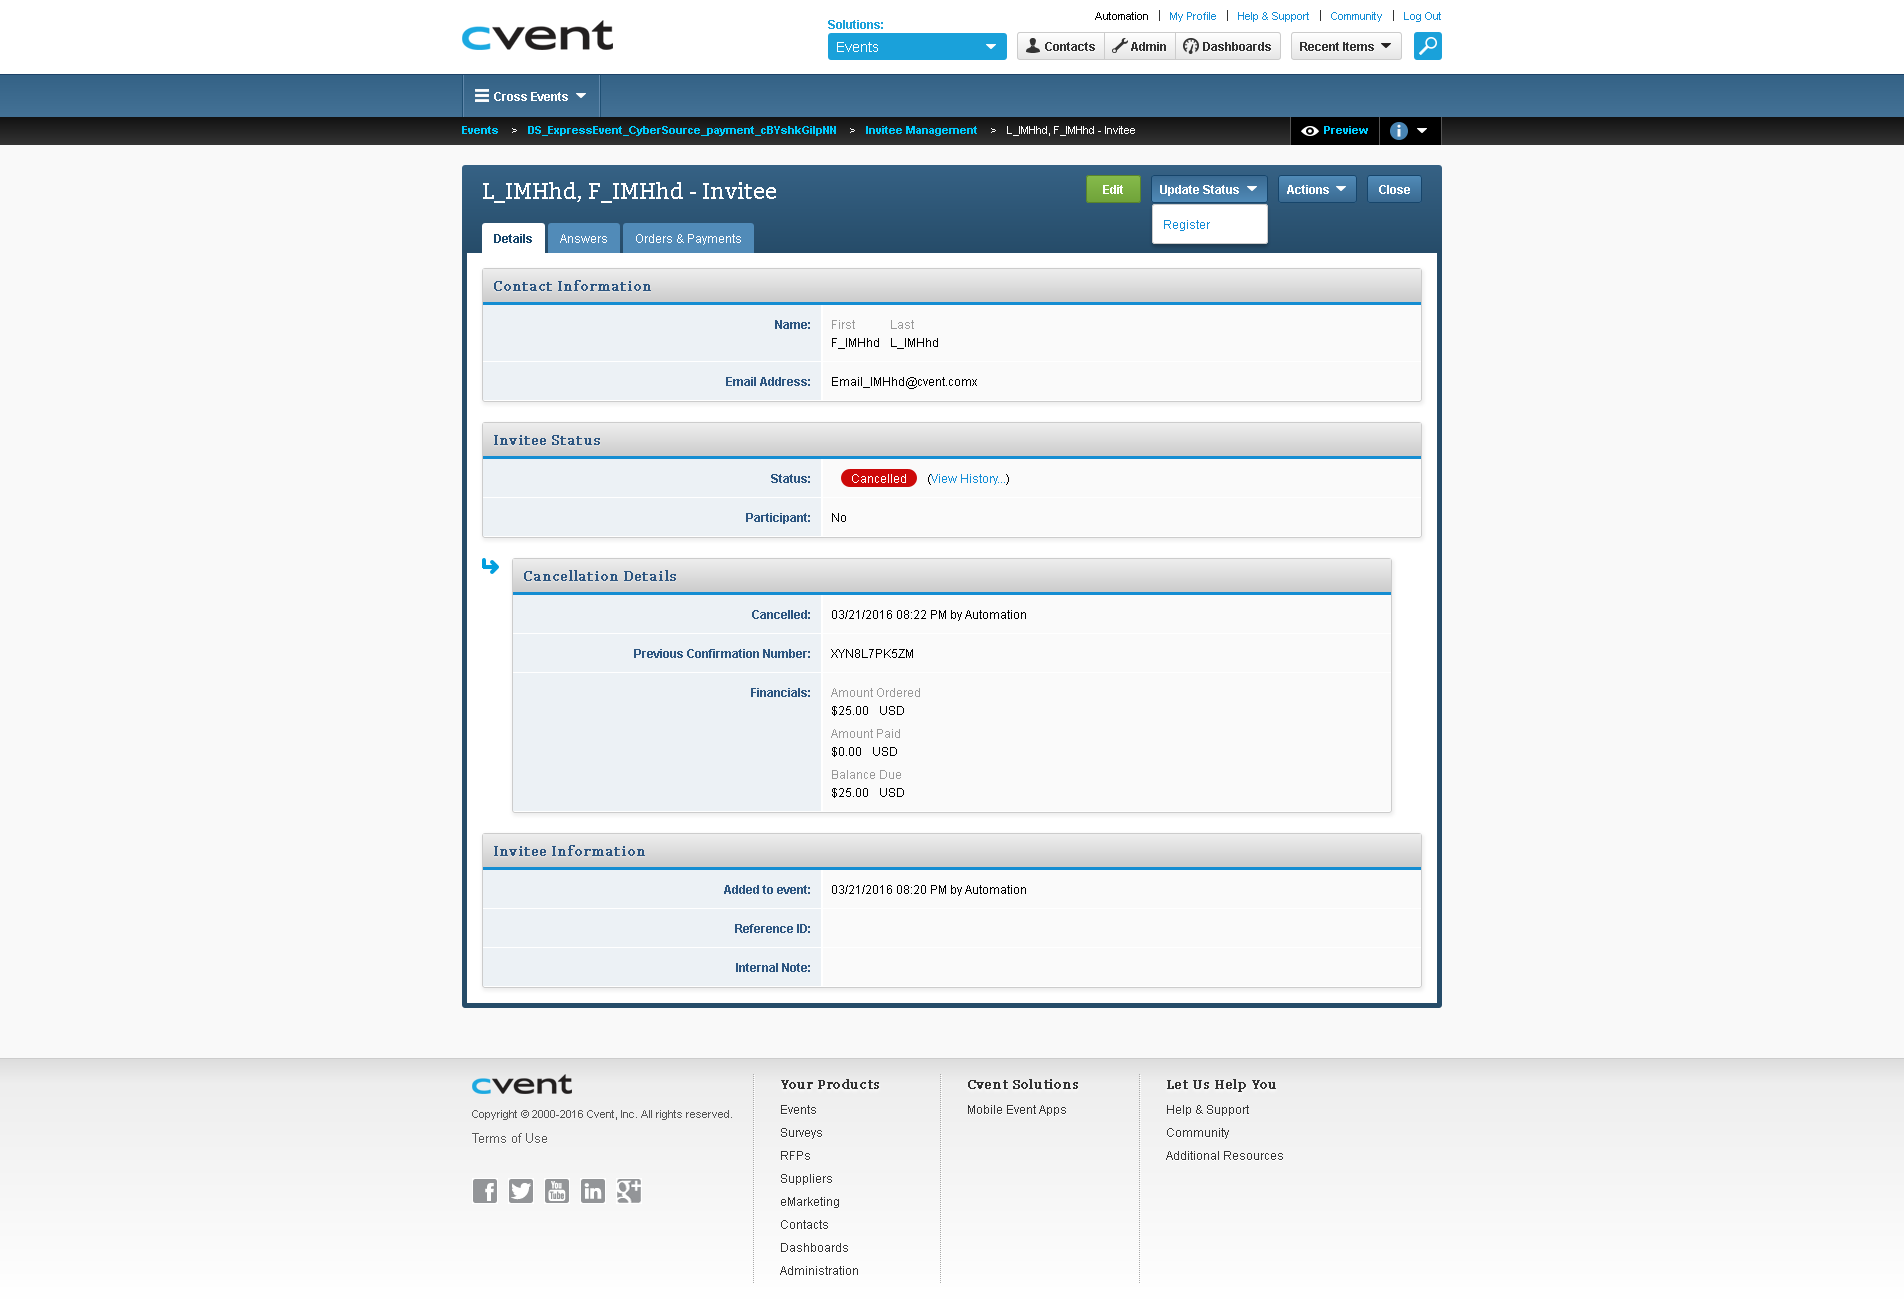 cvent
Automation | My Profile | Help & Support | Community | Log Out
Solutions:
Events
Contacts
Admin
Dashboards
Recent Items
Cross Events
Events > DS_ExpressEvent_CyberSource_payment_cBYshkGilpNN > Invitee Management > L_IMHhd, F_IMHhd - Invitee
Preview
L_IMHhd, F_IMHhd - Invitee
Edit
Update Status
Actions
Close
Register
Details
Answers
Orders & Payments
Contact Information
Name:
First Last
F_IMHhd L_IMHhd
Email Address: Email_IMHhd@cvent.comx
Invitee Status
Status: Cancelled (View History...)
Participant: No
Cancellation Details
Cancelled: 03/21/2016 08:22 PM by Automation
Previous Confirmation Number: XYN8L7PK5ZM
Financials: Amount Ordered
$25.00 USD
Amount Paid
$0.00 USD
Balance Due
$25.00 USD
Invitee Information
Added to event: 03/21/2016 08:20 PM by Automation
Reference ID:
Internal Note:
cvent
Copyright © 2000-2016 Cvent, Inc. All rights reserved.
Terms of Use
Your Products
Events
Surveys
RFPs
Suppliers
eMarketing
Contacts
Dashboards
Administration
Cvent Solutions
Mobile Event Apps
Let Us Help You
Help & Support
Community
Additional Resources